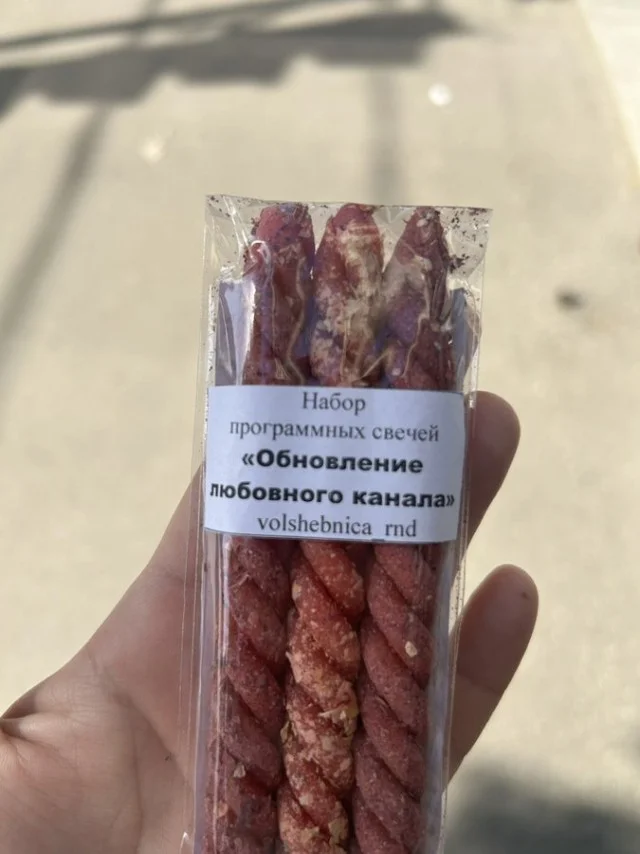 Набор
программных свечей
«Обновление
любовного канала»
volshebnica_rnd